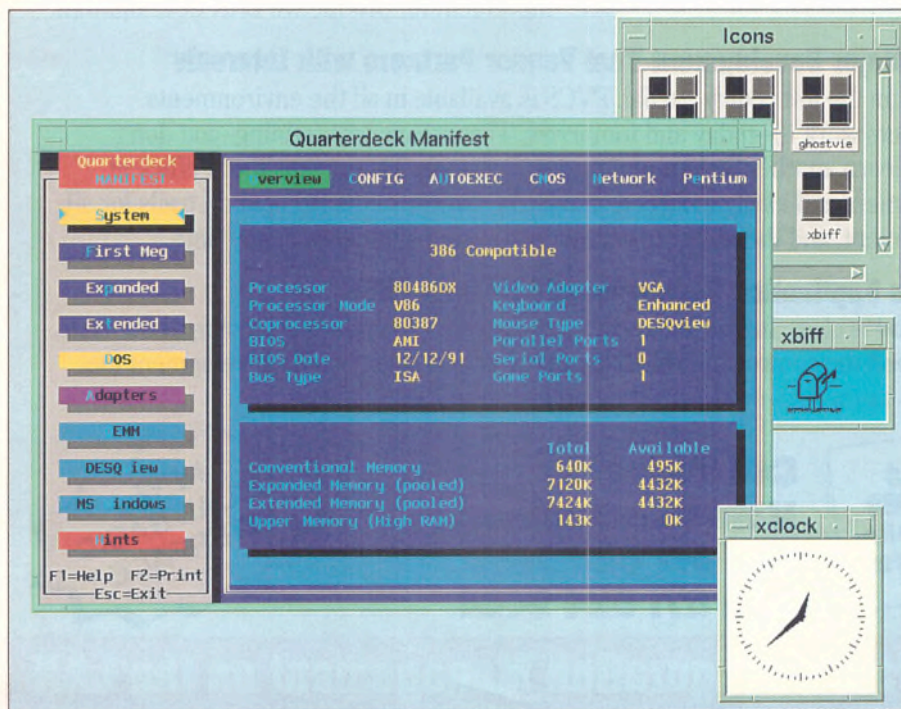 Icons
ghostvie
Quarterdeck Manifest
Quarterdeck
MANIFEST
System
First Meg
Expanded
Extended
DOS
Adapters
EMM
DESQ iew
MS indows
Hints
F1=Help F2=Print
Esc=Exit
verview CONFIG AUTOEXEC CMOS Network Pentium
386 Compatible
Processor 80486DX Video Adapter VGA
Processor Mode V86 Keyboard Enhanced
Coprocessor 80387 Mouse Type DESQview
BIOS AMI Parallel Ports 1
BIOS Date 12/12/91 Serial Ports 0
Bus Type ISA Game Ports 1
Total Available
Conventional Memory 640K 495K
Expanded Memory (pooled) 7120K 4432K
Extended Memory (pooled) 7424K 4432K
Upper Memory (High RAM) 143K 0K
xbiff
xbiff
xclock